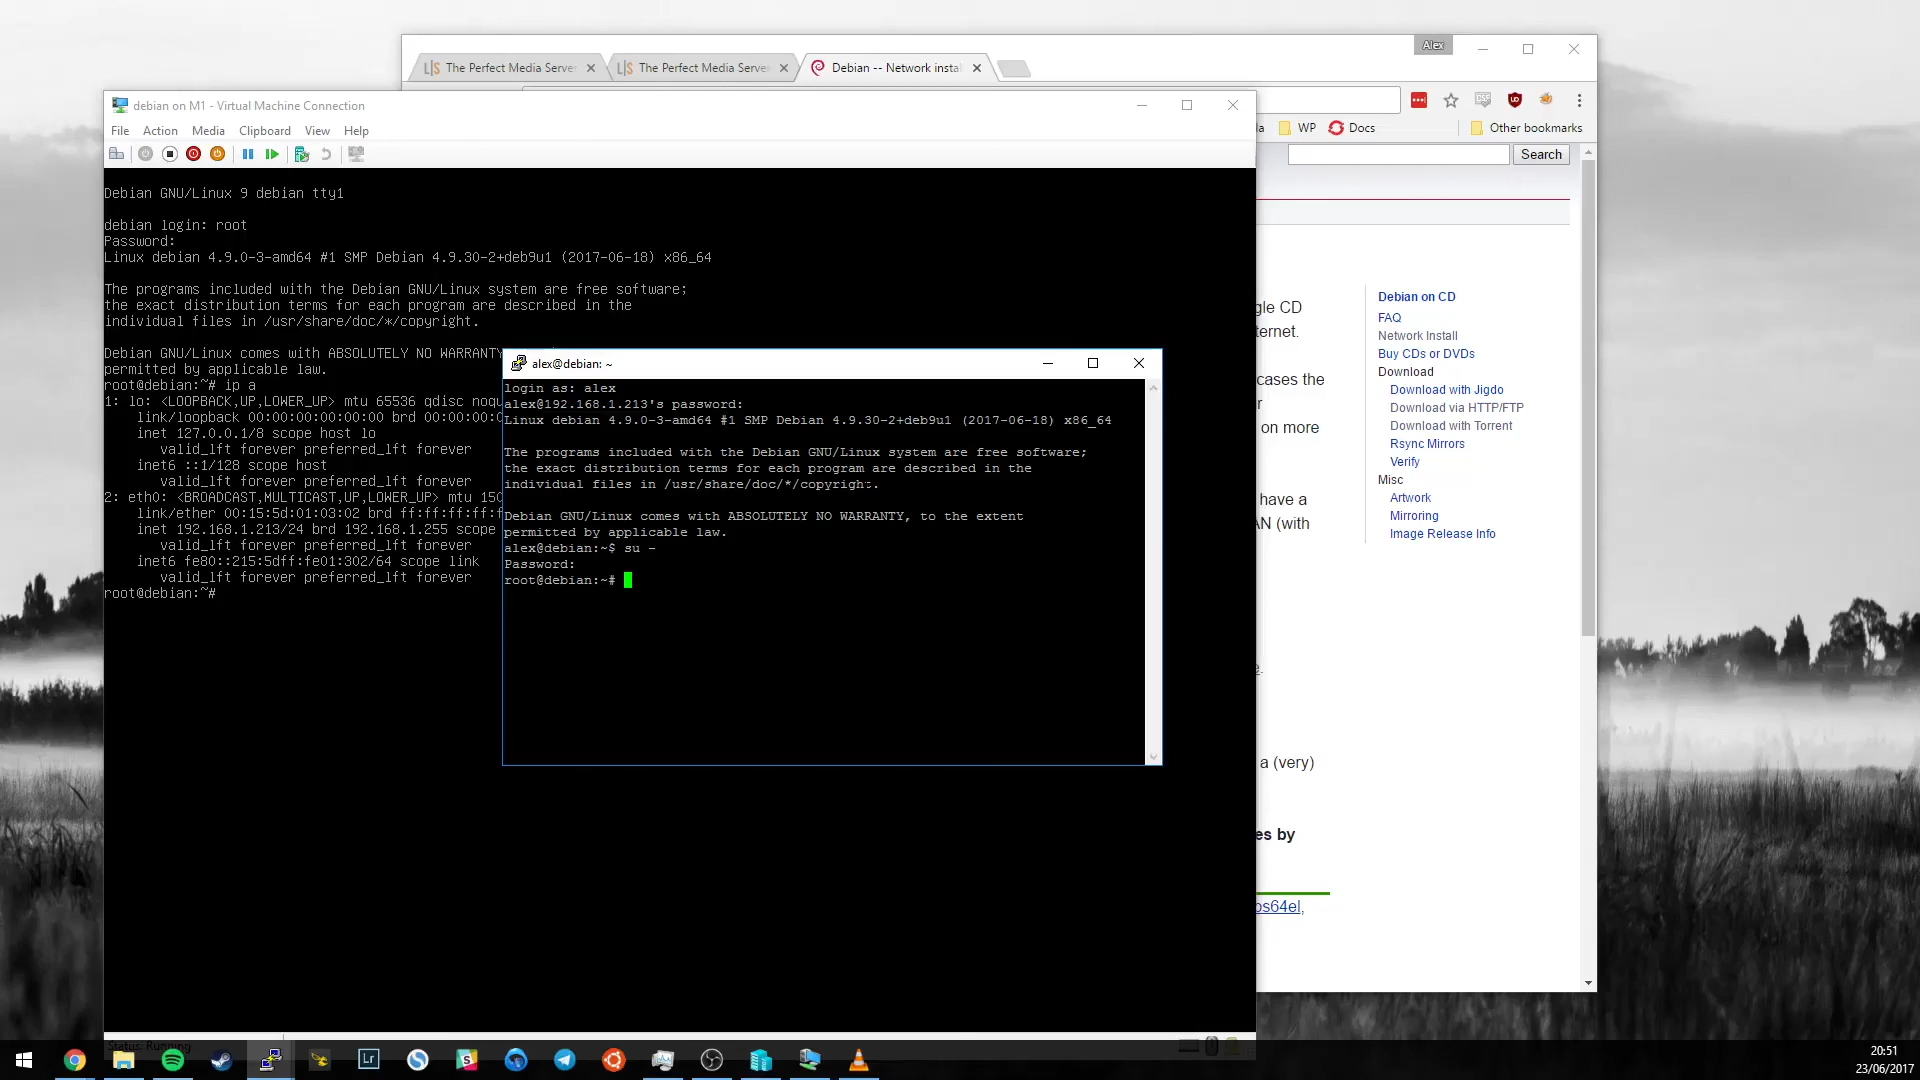 Alex
The Perfect Media Server
The Perfect Media Server
Debian -- Network instal
debian on M1 - Virtual Machine Connection
File Action Media Clipboard View Help
WP Docs Other bookmarks
Search
Debian GNU/Linux 9 debian tty1
debian login: root
Password:
Linux debian 4.9.0-3-amd64 #1 SMP Debian 4.9.30-2+deb9u1 (2017-06-18) x86_64
The programs included with the Debian GNU/Linux system are free software;
the exact distribution terms for each program are described in the
individual files in /usr/share/doc/*/copyright.
Debian GNU/Linux comes with ABSOLUTELY NO WARRANTY
permitted by applicable law.
root@debian:~# ip a
1: lo: <LOOPBACK,UP,LOWER_UP> mtu 65536 qdisc noqu
link/loopback 00:00:00:00:00:00 brd 00:0
inet 127.0.0.1/8 scope host lo
valid_lft forever preferred_lft forever
inet6 ::1/128 scope host
valid_lft forever preferred_lft forever
2: eth0: <BROADCAST,MULTICAST,UP,LOWER_UP> mtu 150
link/ether 00:15:5d:01:03:02 brd ff:ff:ff:ff:f
inet 192.168.1.213/24 brd 192.168.1.255 scope
valid_lft forever preferred_lft forever
inet6 fe80::215:5dff:fe01:302/64 scope link
valid_lft forever preferred_lft forever
root@debian:~#
alex@debian: ~
login as: alex
alex@192.168.1.213's password:
Linux debian 4.9.0-3-amd64 #1 SMP Debian 4.9.30-2+deb9u1 (2017-06-18) x86_64
The programs included with the Debian GNU/Linux system are free software;
the exact distribution terms for each program are described in the
individual files in /usr/share/doc/*/copyright.
Debian GNU/Linux comes with ABSOLUTELY NO WARRANTY, to the extent
permitted by applicable law.
alex@debian:~$ su -
Password:
root@debian:~#
gle CD
ternet.
cases the
r
on more
have a
AN (with
e.
a (very)
es by
ps64el,
Debian on CD
FAQ
Network Install
Buy CDs or DVDs
Download
Download with Jigdo
Download via HTTP/FTP
Download with Torrent
Rsync Mirrors
Verify
Misc
Artwork
Mirroring
Image Release Info
Status: Running
Lr
20:51
23/06/2017